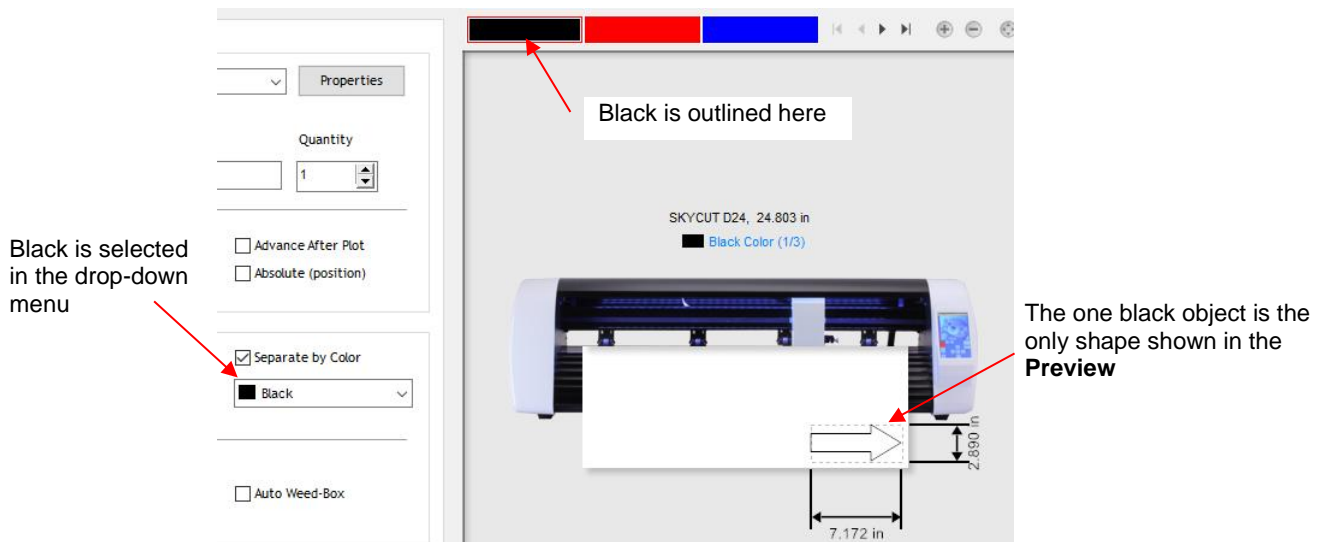 Properties
Black is outlined here
Quantity
1
SKYCUT D24, 24.803 in
Black Color (1/3)
Black is selected
in the drop-down
menu
Advance After Plot
Absolute (position)
The one black object is the
only shape shown in the
Preview
Separate by Color
Black
2.890 in
Auto Weed-Box
7.172 in